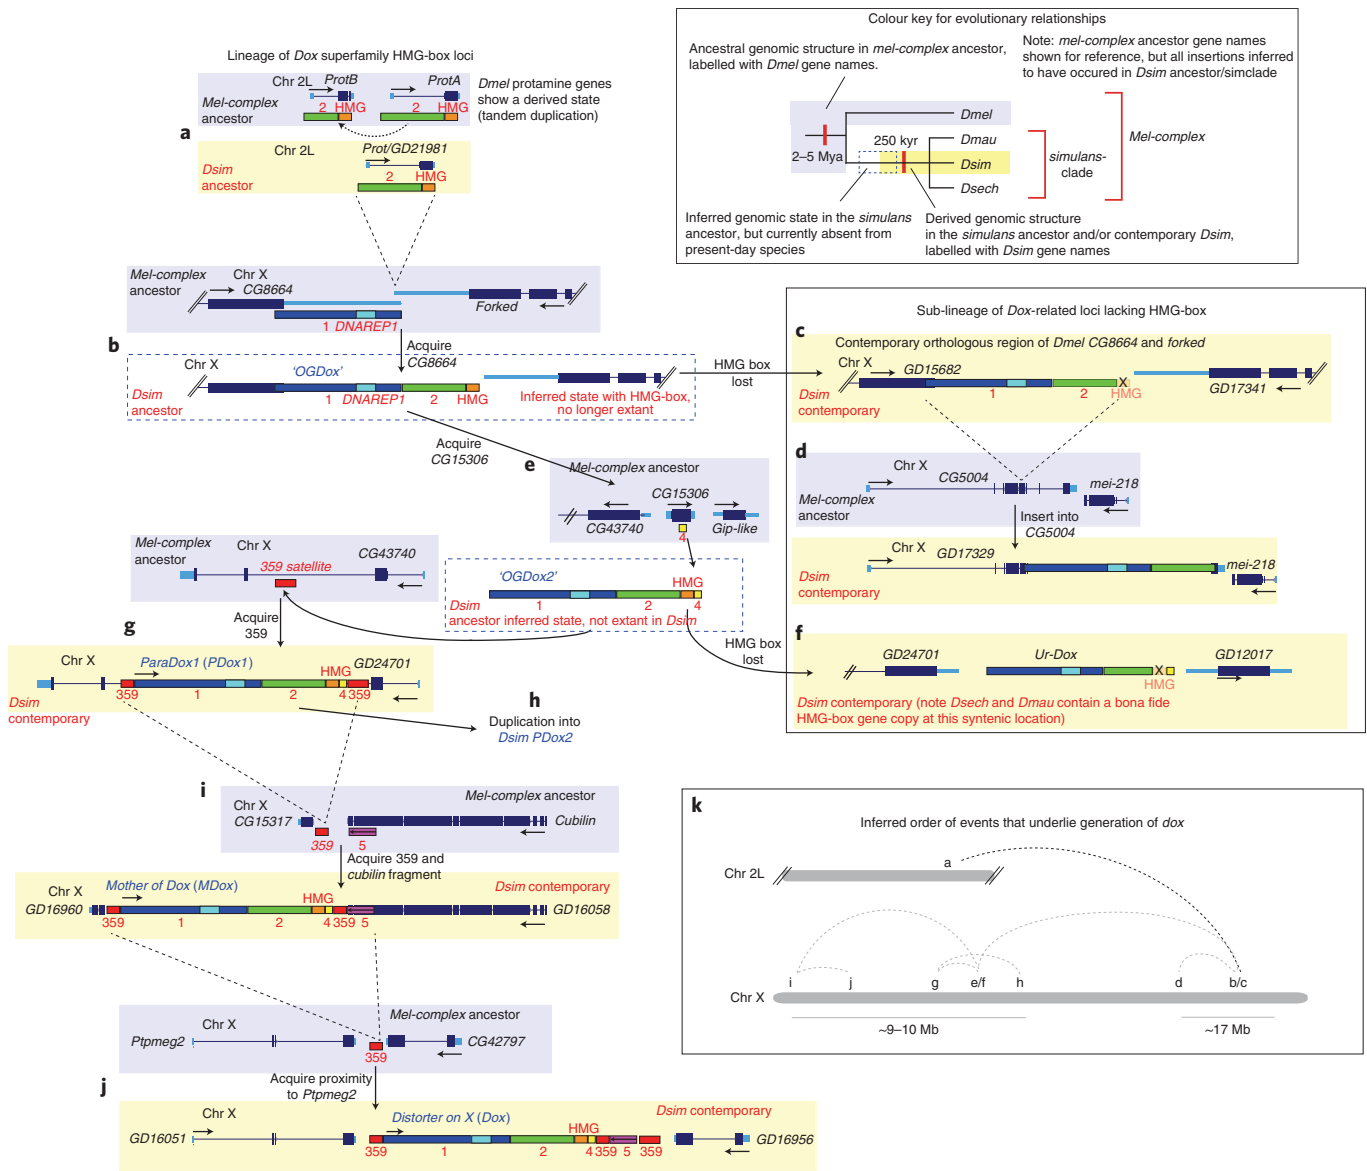 Lineage of Dox superfamily HMG-box loci
Chr 2L ProtB ProtA
Mel-complex
ancestor
2 HMG 2 HMG
Dmel protamine genes
show a derived state
(tandem duplication)
a
Dsim
ancestor
Chr 2L Prot/GD21981
2 HMG
Mel-complex
ancestor
Chr X
CG8664
Forked
1 DNAREP1
Acquire
CG8664
b
Chr X 'OGDox'
Dsim
ancestor
1 DNAREP1 2 HMG
Inferred state with HMG-box,
no longer extant
HMG box
lost
Acquire
CG15306
e
Mel-complex ancestor
CG15306
CG43740 4 Gip-like
Mel-complex
ancestor
Chr X CG43740
359 satellite
Acquire
359
'OGDox2' HMG
1 2 4
Dsim
ancestor inferred state, not extant in Dsim
HMG box
lost
g
Chr X ParaDox1 (PDox1) HMG GD24701
359 1 2 4 359
Dsim
contemporary
h
Duplication into
Dsim PDox2
i
Mel-complex ancestor
Chr X
CG15317 Cubilin
359 5
Acquire 359 and
cubilin fragment
Chr X
GD16960
Mother of Dox (MDox) HMG
Dsim contemporary
GD16058
359 1 2 4 359 5
Mel-complex ancestor
Chr X
Ptpmeg2 CG42797
359
Acquire proximity
to Ptpmeg2
j
Chr X
GD16051
Distorter on X (Dox) HMG
Dsim contemporary
GD16956
359 1 2 4 359 5 359
Colour key for evolutionary relationships
Ancestral genomic structure in mel-complex ancestor,
labelled with Dmel gene names.
Note: mel-complex ancestor gene names
shown for reference, but all insertions inferred
to have occured in Dsim ancestor/simclade
2–5 Mya
250 kyr
Dmel
Dmau
Dsim
Dsech
simulans-
clade
Mel-complex
Inferred genomic state in the simulans
ancestor, but currently absent from
present-day species
Derived genomic structure
in the simulans ancestor and/or contemporary Dsim,
labelled with Dsim gene names
Sub-lineage of Dox-related loci lacking HMG-box
c
Contemporary orthologous region of Dmel CG8664 and forked
Chr X
GD15682
X
GD17341
1 2 HMG
Dsim
contemporary
d
Chr X CG5004 mei-218
Mel-complex
ancestor
Insert into
CG5004
Chr X GD17329 mei-218
Dsim
contemporary
f
GD24701 Ur-Dox GD12017
X
HMG
Dsim contemporary (note Dsech and Dmau contain a bona fide
HMG-box gene copy at this syntenic location)
k
Inferred order of events that underlie generation of dox
Chr 2L a
i j g e/f h d b/c
Chr X
~9–10 Mb ~17 Mb